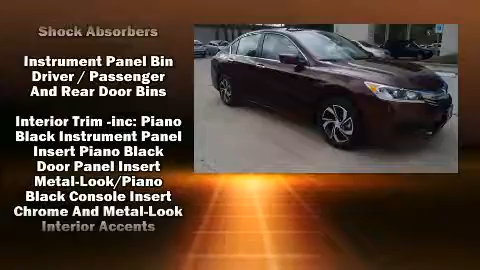 Shock Absorbers
Instrument Panel Bin
Driver / Passenger
And Rear Door Bins
Interior Trim -inc: Piano
Black Instrument Panel
Insert Piano Black
Door Panel Insert
Metal-Look/Piano
Black Console Insert
Chrome And Metal-Look
Interior Accents